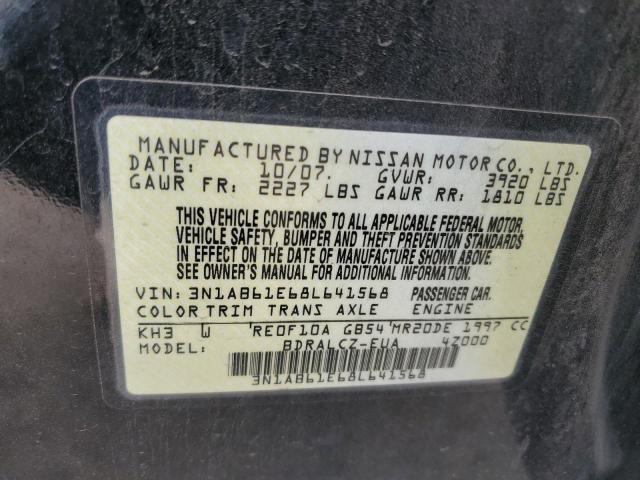 MANUFACTURED BY NISSAN MOTOR CO., LTD.
DATE: 10/07. GVWR: 3920 LBS
GAWR FR: 2227 LBS GAWR RR: 1810 LBS
THIS VEHICLE CONFORMS TO ALL APPLICABLE FEDERAL MOTOR
VEHICLE SAFETY, BUMPER AND THEFT PREVENTION STANDARDS
IN EFFECT ON THE DATE OF MANUFACTURE SHOWN ABOVE.
SEE OWNER'S MANUAL FOR ADDITIONAL INFORMATION.
VIN: 3N1AB61E68L641568 PASSENGER CAR.
COLOR TRIM TRANS AXLE ENGINE
KH3 W 'RE0F10A GB54'MR20DE 1997 CC
MODEL: BDRALCZ-EUA 4Z000
3N1AB61E68L641568